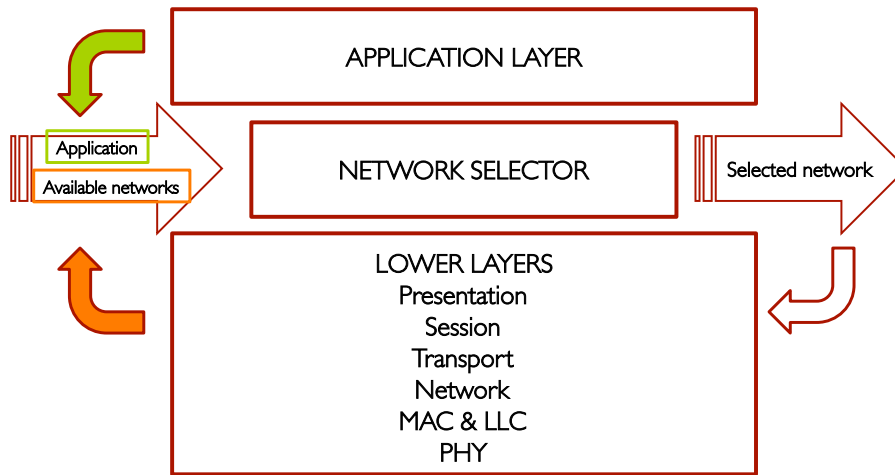 APPLICATION LAYER
Application
Available networks
NETWORK SELECTOR
Selected network
LOWER LAYERS
Presentation
Session
Transport
Network
MAC & LLC
PHY